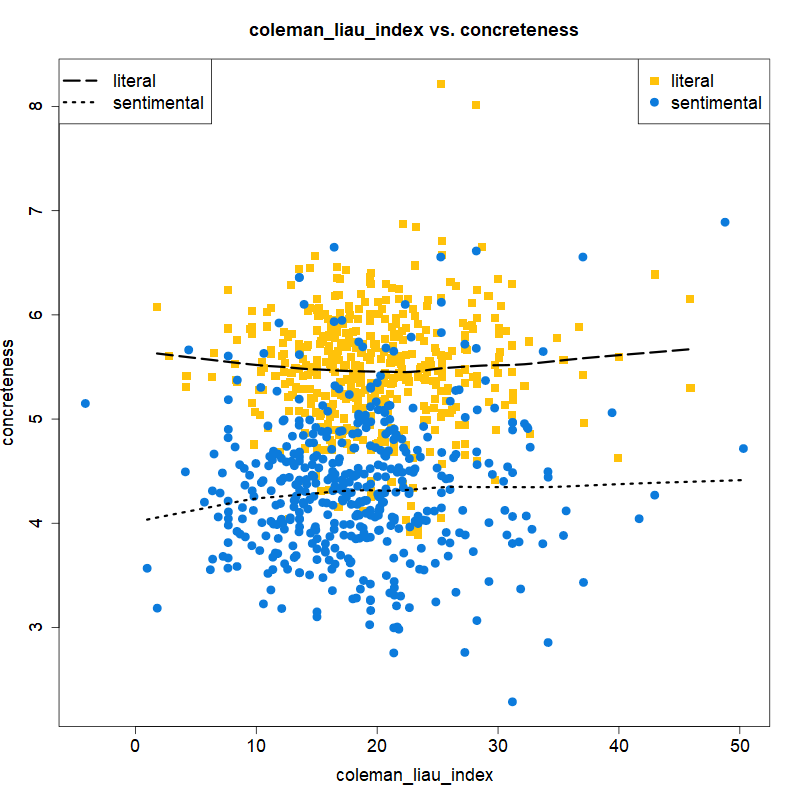 coleman_liau_index vs. concreteness
literal
sentimental
literal
sentimental
8
7
6
5
4
3
concreteness
0 10 20 30 40 50
coleman_liau_index